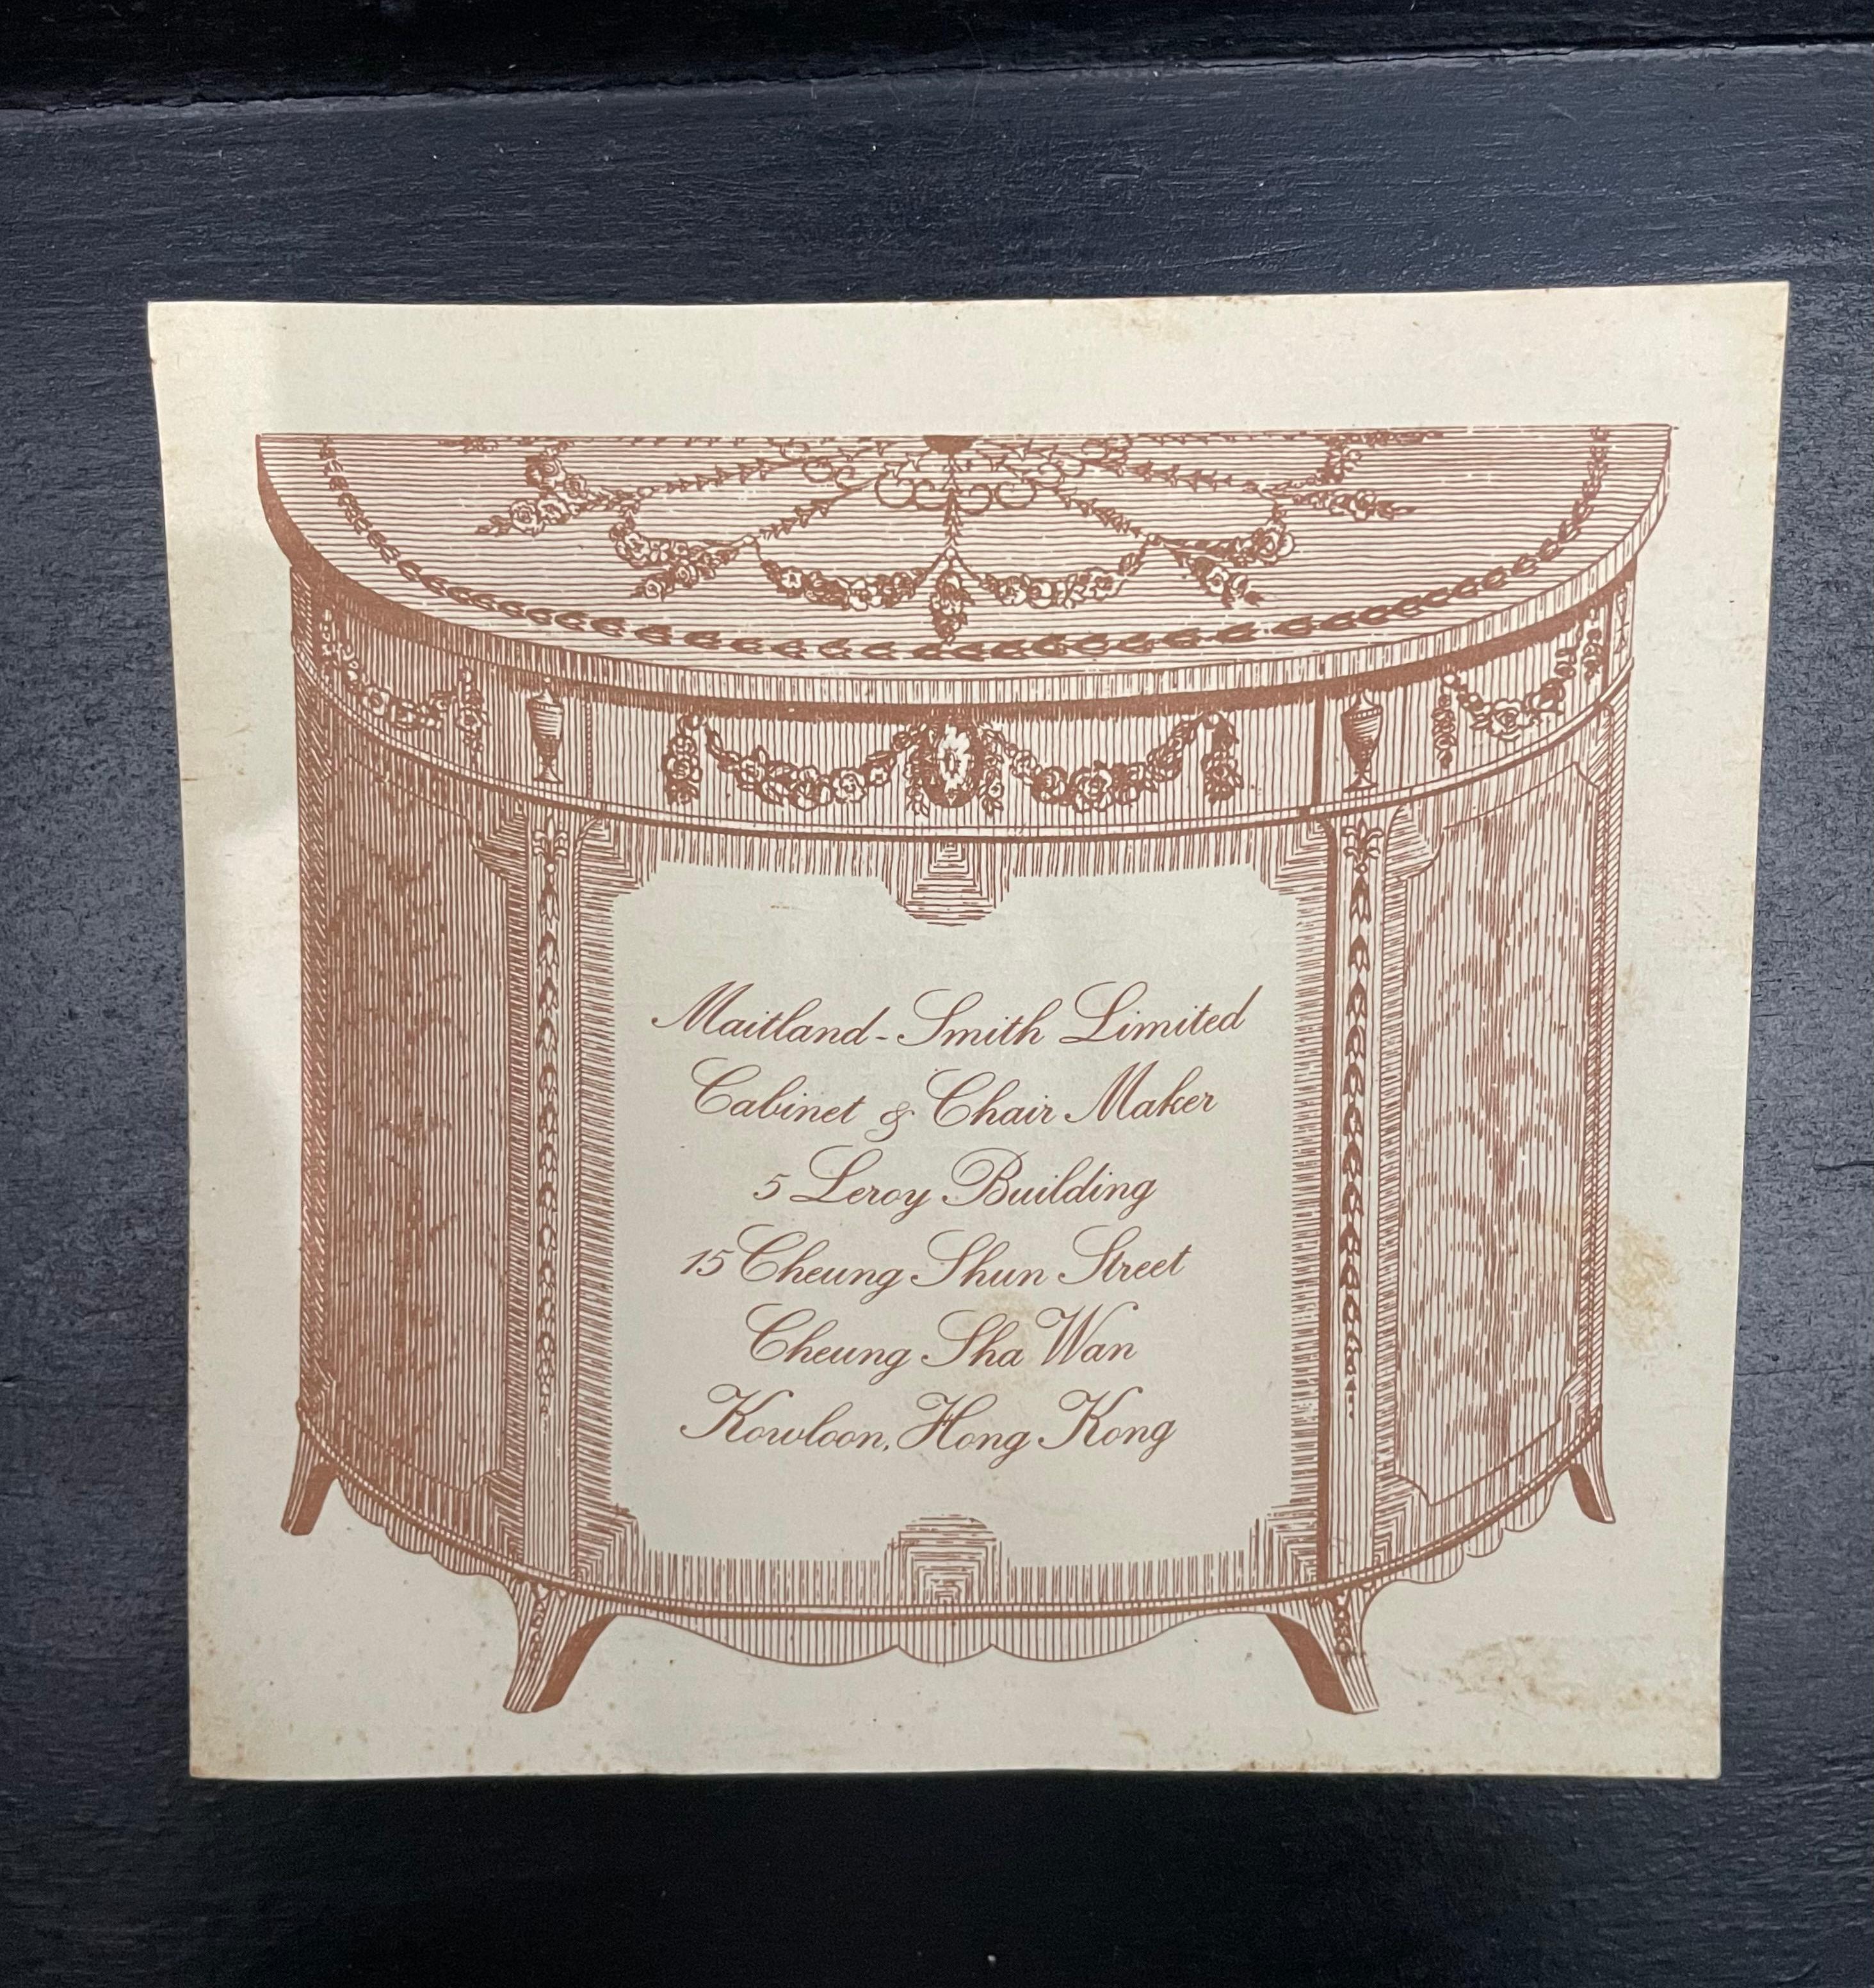 Maitland-Smith Limited
Cabinet & Chair Maker
5 Leroy Building
15 Cheung Shun Street
Cheung Sha Wan
Kowloon, Hong Kong